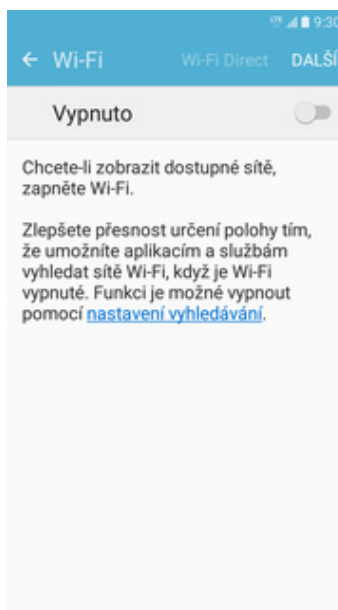 9:30
Wi-Fi Wi-Fi Direct DALŠÍ
Vypnuto
Chcete-li zobrazit dostupné sítě,
zapněte Wi-Fi.
Zlepšete přesnost určení polohy tím,
že umožníte aplikacím a službám
vyhledat sítě Wi-Fi, když je Wi-Fi
vypnuté. Funkci je možné vypnout
pomocí nastavení vyhledávání.